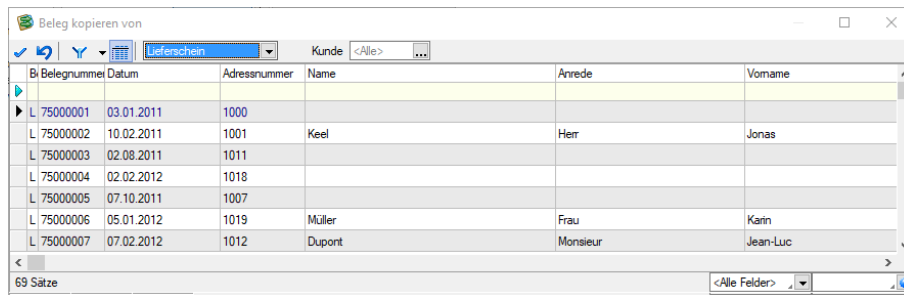 Beleg kopieren von
Lieferschein Kunde <Alle> ...
Be Belegnummer Datum Adressnummer Name Anrede Vorname
L 75000001 03.01.2011 1000
L 75000002 10.02.2011 1001 Keel Herr Jonas
L 75000003 02.08.2011 1011
L 75000004 02.02.2012 1018
L 75000005 07.10.2011 1007
L 75000006 05.01.2012 1019 Müller Frau Karin
L 75000007 07.02.2012 1012 Dupont Monsieur Jean-Luc
69 Sätze <Alle Felder>